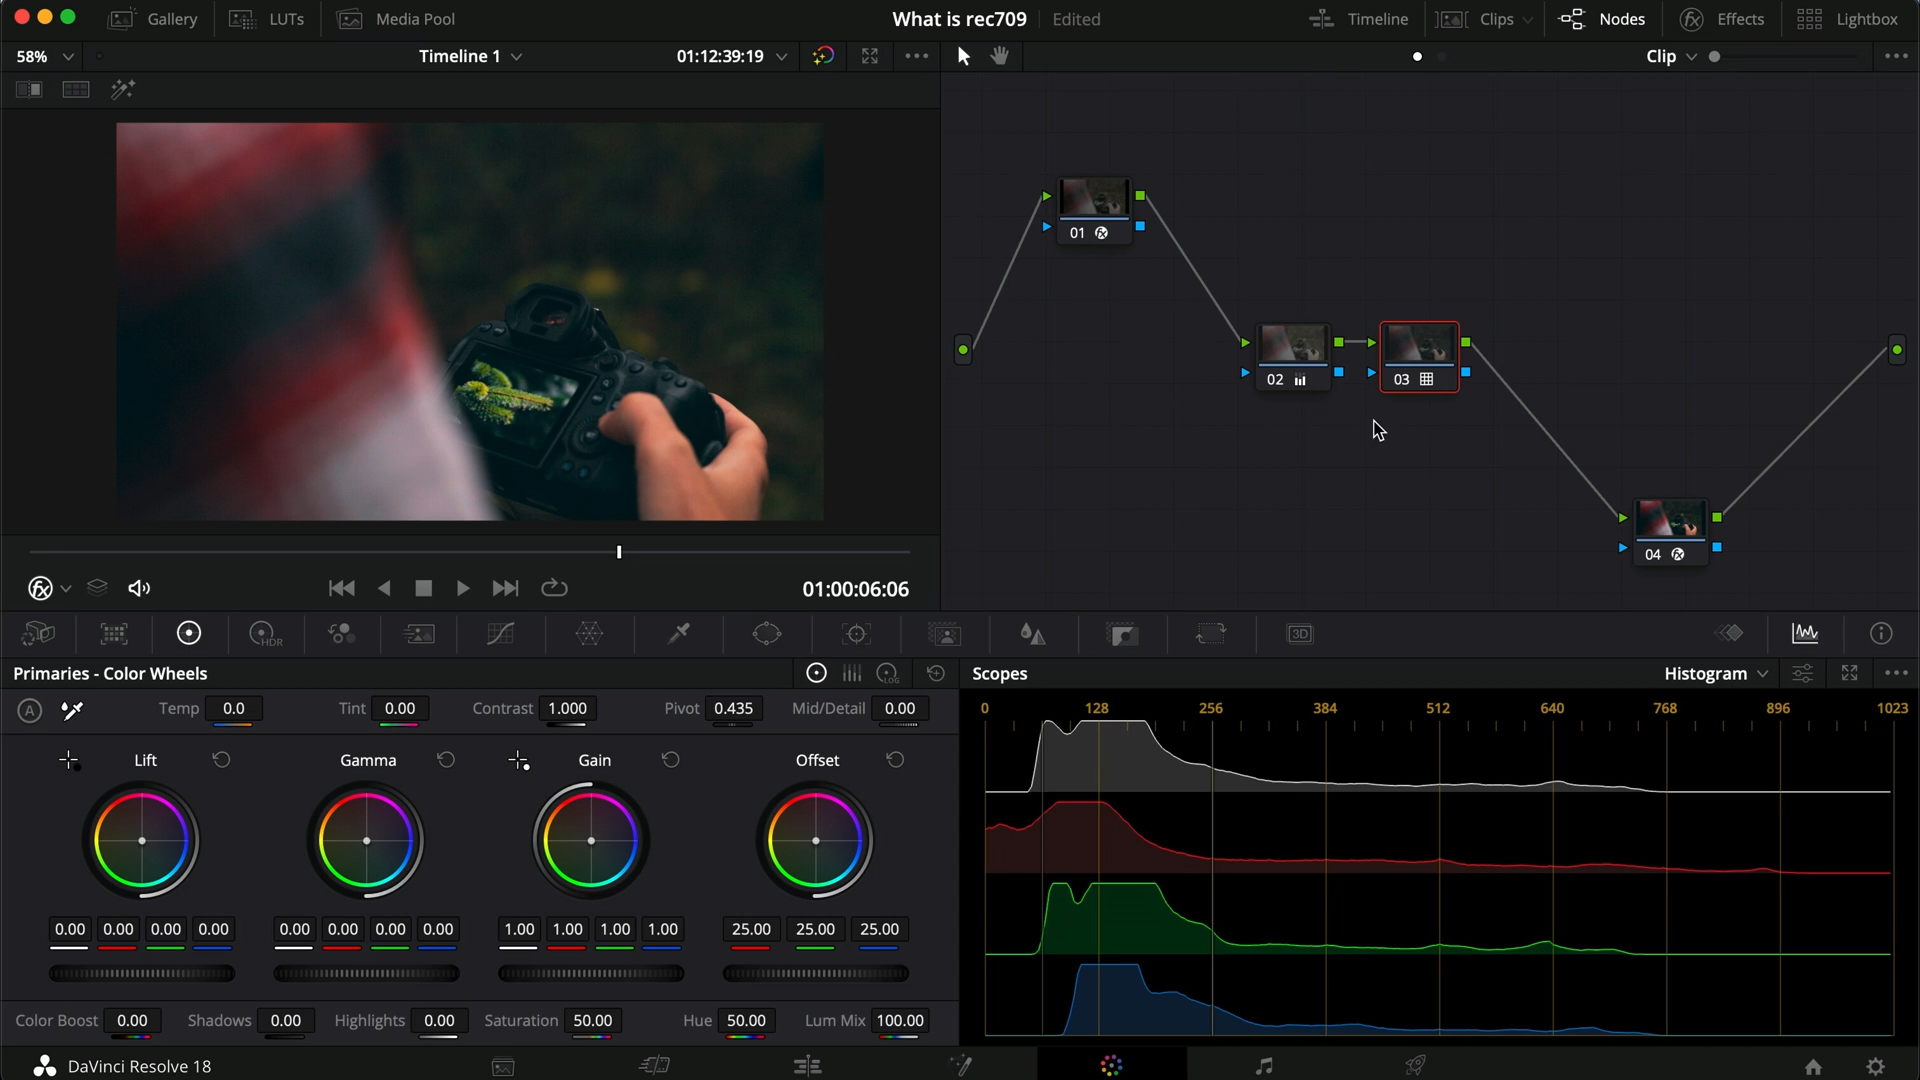 Gallery LUTs Media Pool What is rec709 Edited Timeline Clips Nodes Effects Lightbox
58% Timeline 1 01:12:39:19 Clip
01
02 03
04
01:00:06:06
HDR 3D
Primaries - Color Wheels LOG Scopes Histogram
A Temp 0.0 Tint 0.00 Contrast 1.000 Pivot 0.435 Mid/Detail 0.00
0 128 256 384 512 640 768 896 1023
Lift Gamma Gain Offset
0.00 0.00 0.00 0.00 0.00 0.00 0.00 0.00 1.00 1.00 1.00 1.00 25.00 25.00 25.00
Color Boost 0.00 Shadows 0.00 Highlights 0.00 Saturation 50.00 Hue 50.00 Lum Mix 100.00
DaVinci Resolve 18